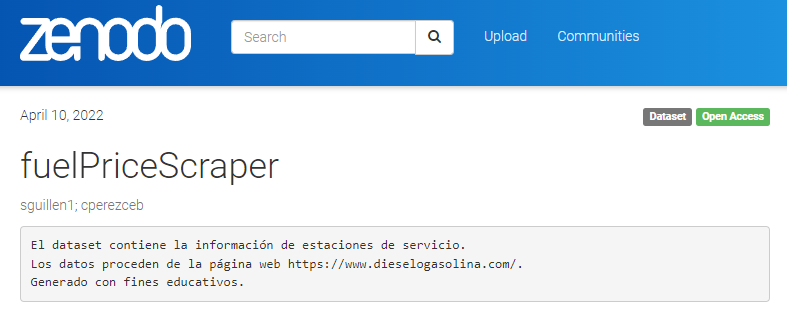 zenodo
Search
Upload
Communities
April 10, 2022
Dataset
Open Access
fuelPriceScraper
sguillen1; cperezceb
El dataset contiene la información de estaciones de servicio.
Los datos proceden de la página web https://www.dieselogasolina.com/.
Generado con fines educativos.